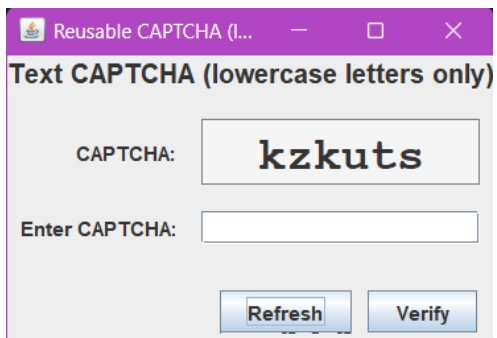 Reusable CAPTCHA (l...
Text CAPTCHA (lowercase letters only)
CAPTCHA: kzkuts
Enter CAPTCHA:
Refresh Verify